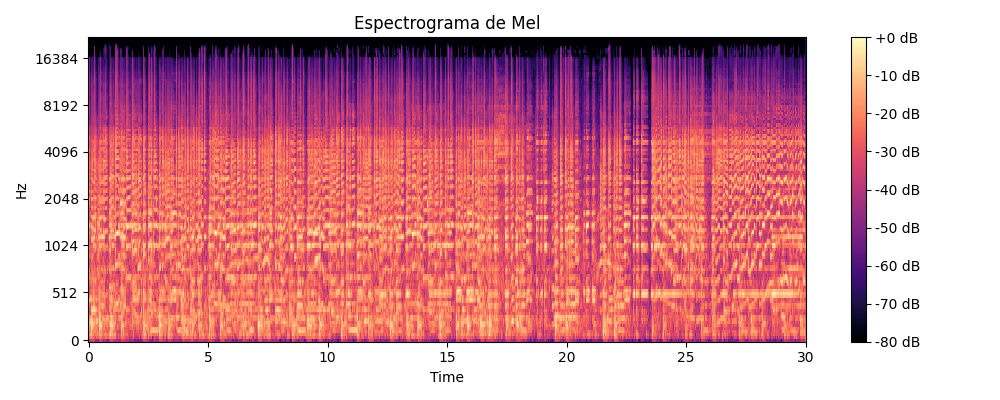 Espectrograma de Mel
Hz
16384
8192
4096
2048
1024
512
0
0 5 10 15 20 25 30
Time
+0 dB
-10 dB
-20 dB
-30 dB
-40 dB
-50 dB
-60 dB
-70 dB
-80 dB